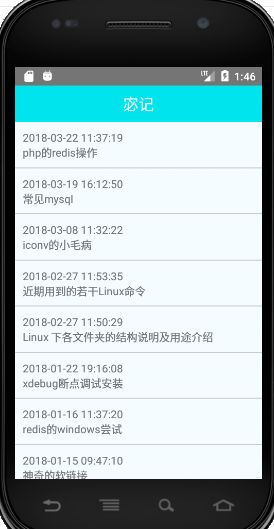 LTE 1:46
宓记
2018-03-22 11:37:19
php的redis操作
2018-03-19 16:12:50
常见mysql
2018-03-08 11:32:22
iconv的小毛病
2018-02-27 11:53:35
近期用到的若干Linux命令
2018-02-27 11:50:29
Linux 下各文件夹的结构说明及用途介绍
2018-01-22 19:16:08
xdebug断点调试安装
2018-01-16 11:37:20
redis的windows尝试
2018-01-15 09:47:10
神奇的软链接